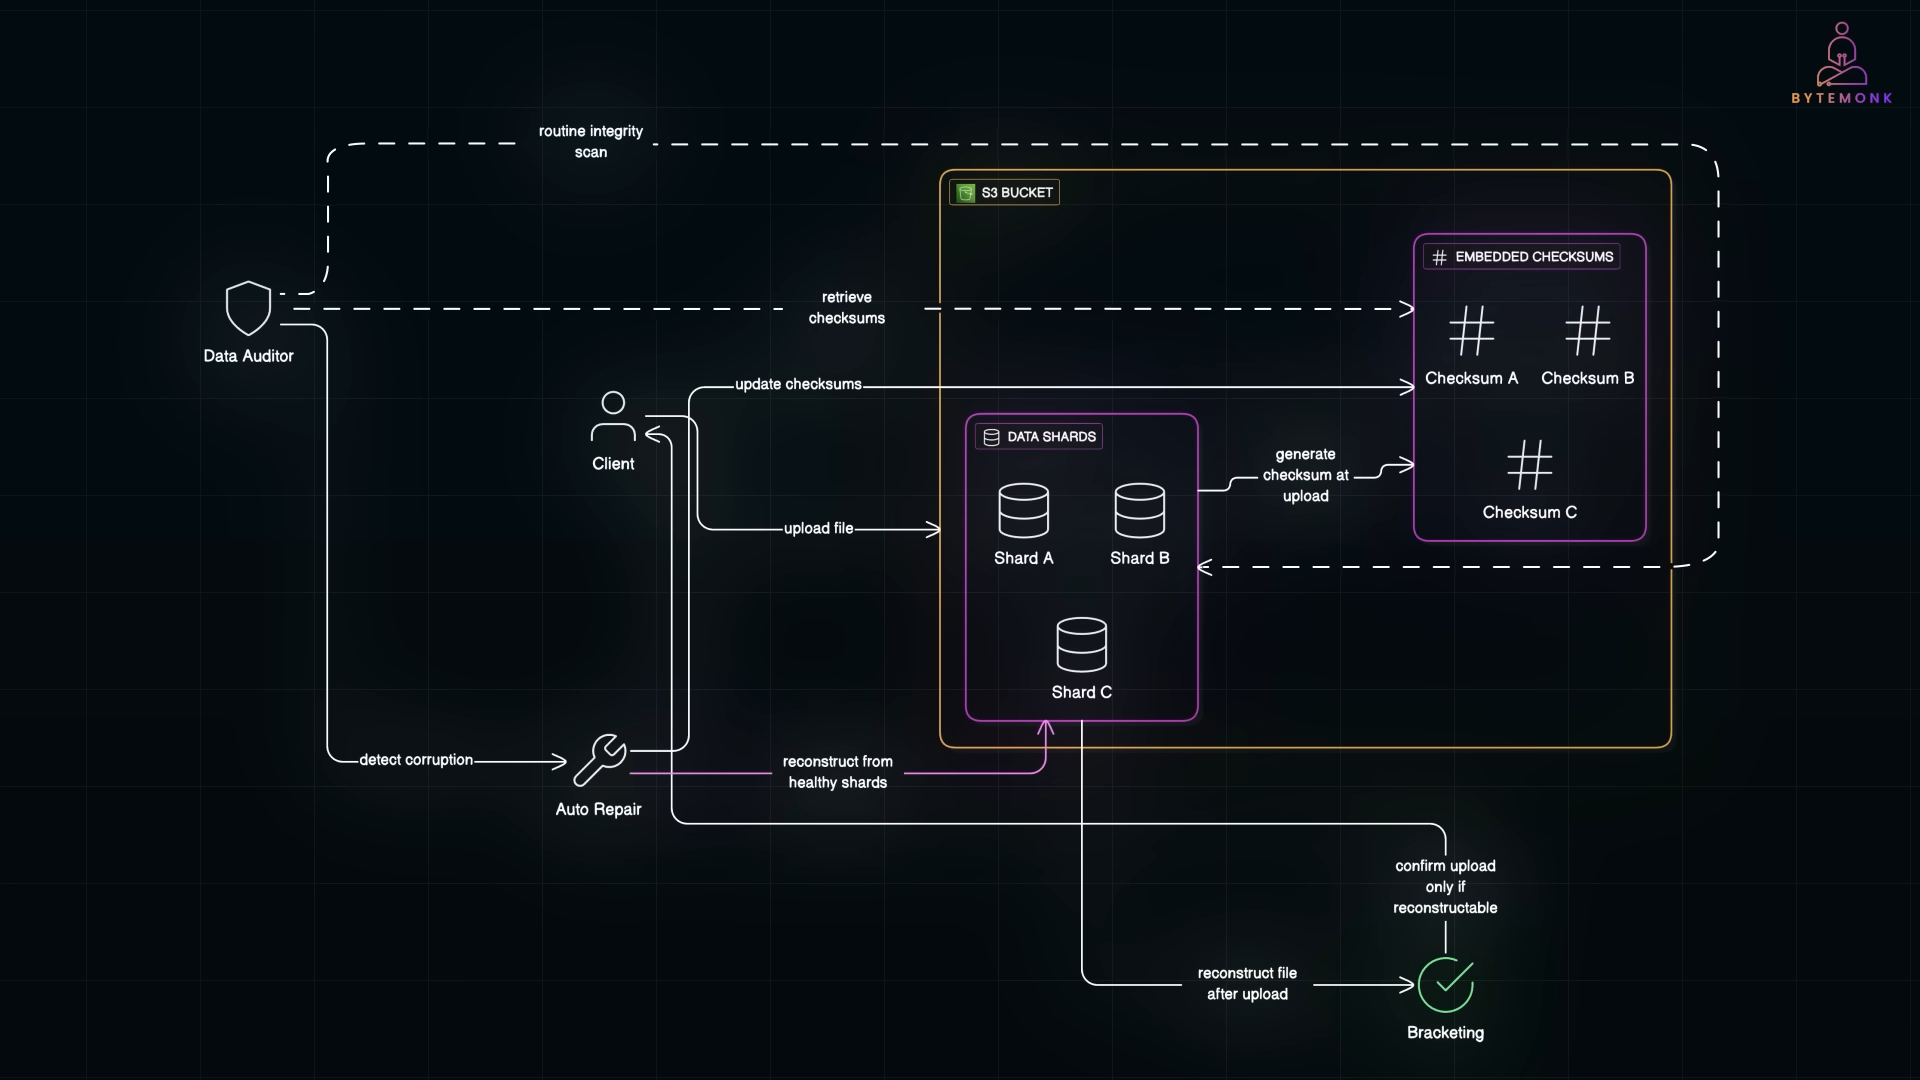 BYTEMONK
routine integrity
scan
S3 BUCKET
# EMBEDDED CHECKSUMS
retrieve
checksums
Data Auditor
Checksum A
Checksum B
update checksums
Client
DATA SHARDS
generate
checksum at
upload
Checksum C
upload file
Shard A
Shard B
Shard C
detect corruption
reconstruct from
healthy shards
Auto Repair
confirm upload
only if
reconstructable
reconstruct file
after upload
Bracketing